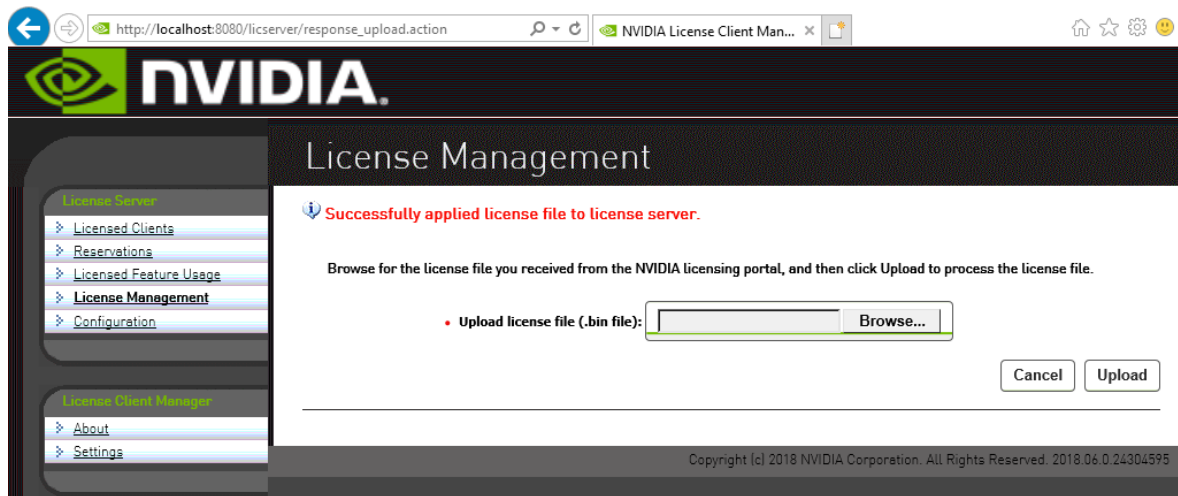 http://localhost:8080/licserver/response_upload.action
NVIDIA License Client Man...
NVIDIA.
License Management
License Server
Licensed Clients
Reservations
Licensed Feature Usage
License Management
Configuration
License Client Manager
About
Settings
Successfully applied license file to license server.
Browse for the license file you received from the NVIDIA licensing portal, and then click Upload to process the license file.
Upload license file (.bin file):
Browse...
Cancel
Upload
Copyright (c) 2018 NVIDIA Corporation. All Rights Reserved. 2018.06.0.24304595